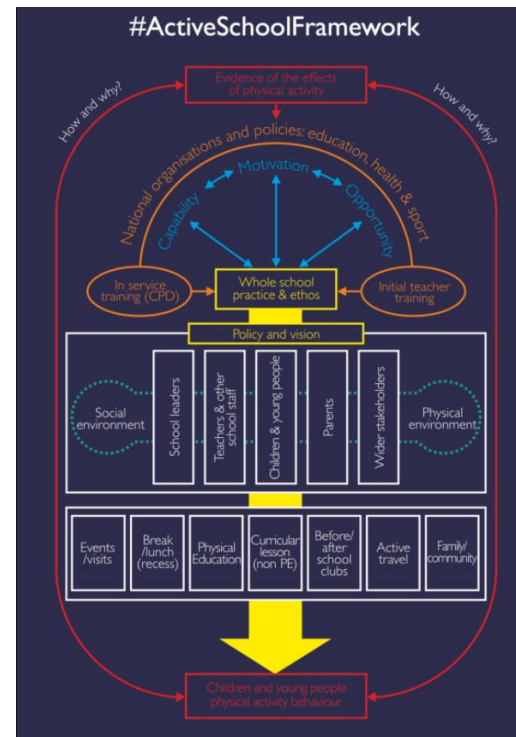 #ActiveSchoolFramework
Evidence of the effects
of physical activity
How and why?
How and why?
National organisations and policies: education, health & sport
Capability
Motivation
Opportunity
In service
training (CPD)
Whole school
practice & ethos
Initial teacher
training
Policy and vision
Social
environment
School leaders
Teachers & other
school staff
Children & young people
Parents
Wider stakeholders
Physical
environment
Events
/visits
Break
/lunch
(recess)
Physical
Education
Curricular
lesson
(non PE)
Before/
after
school
clubs
Active
travel
Family/
community
Children and young people
physical activity behaviour